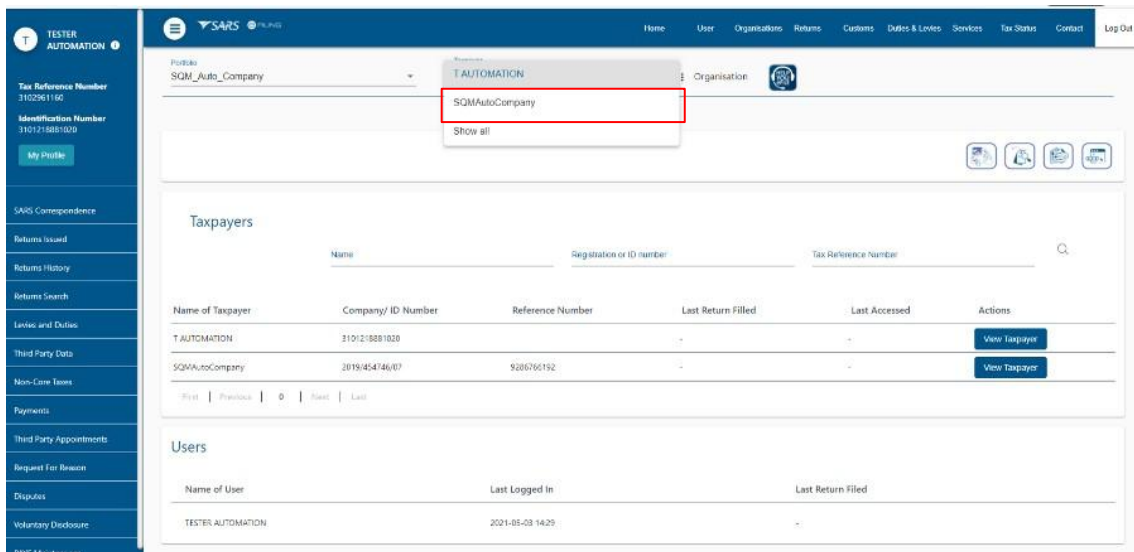 TESTER
AUTOMATION
T
SARS eFILING
Home User Organisations Returns Customs Duties & Levies Services Tax Status Contact Log Out
Tax Reference Number
3102961160
Identification Number
3101218881020
My Profile
Portfolio
SQM_Auto_Company
T AUTOMATION
SQMAutoCompany
Show all
Organisation
SARS Correspondence
Returns Issued
Returns History
Returns Search
Levies and Duties
Third Party Data
Non-Core Taxes
Payments
Third Party Appointments
Request For Reason
Disputes
Voluntary Disclosure
Taxpayers
Name Registration or ID number Tax Reference Number
Name of Taxpayer Company/ ID Number Reference Number Last Return Filled Last Accessed Actions
T AUTOMATION 3101218881020 - - View Taxpayer
SQMAutoCompany 2019/454746/07 9286766192 - - View Taxpayer
First | Previous | 0 | Next | Last
Users
Name of User Last Logged In Last Return Filed
TESTER AUTOMATION 2021-05-03 14:29 -